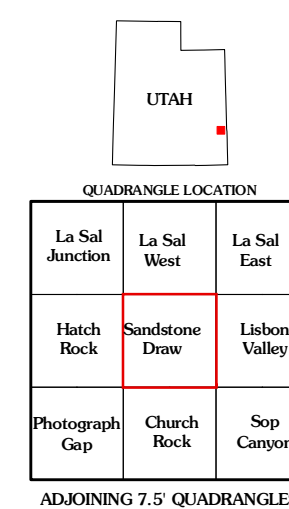 UTAH
QUADRANGLE LOCATION
La Sal
Junction
La Sal
West
La Sal
East
Hatch
Rock
Sandstone
Draw
Lisbon
Valley
Photograph
Gap
Church
Rock
Sop
Canyon
ADJOINING 7.5' QUADRANGLES